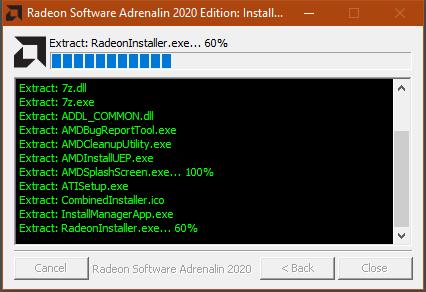 Radeon Software Adrenalin 2020 Edition: Install...
Extract: RadeonInstaller.exe... 60%
Extract: 7z.dll
Extract: 7z.exe
Extract: ADDL_COMMON.dll
Extract: AMDBugReportTool.exe
Extract: AMDCleanupUtility.exe
Extract: AMDInstallUEP.exe
Extract: AMDSplashScreen.exe... 100%
Extract: ATISetup.exe
Extract: CombinedInstaller.ico
Extract: InstallManagerApp.exe
Extract: RadeonInstaller.exe... 60%
Cancel Radeon Software Adrenalin 2020 < Back Close